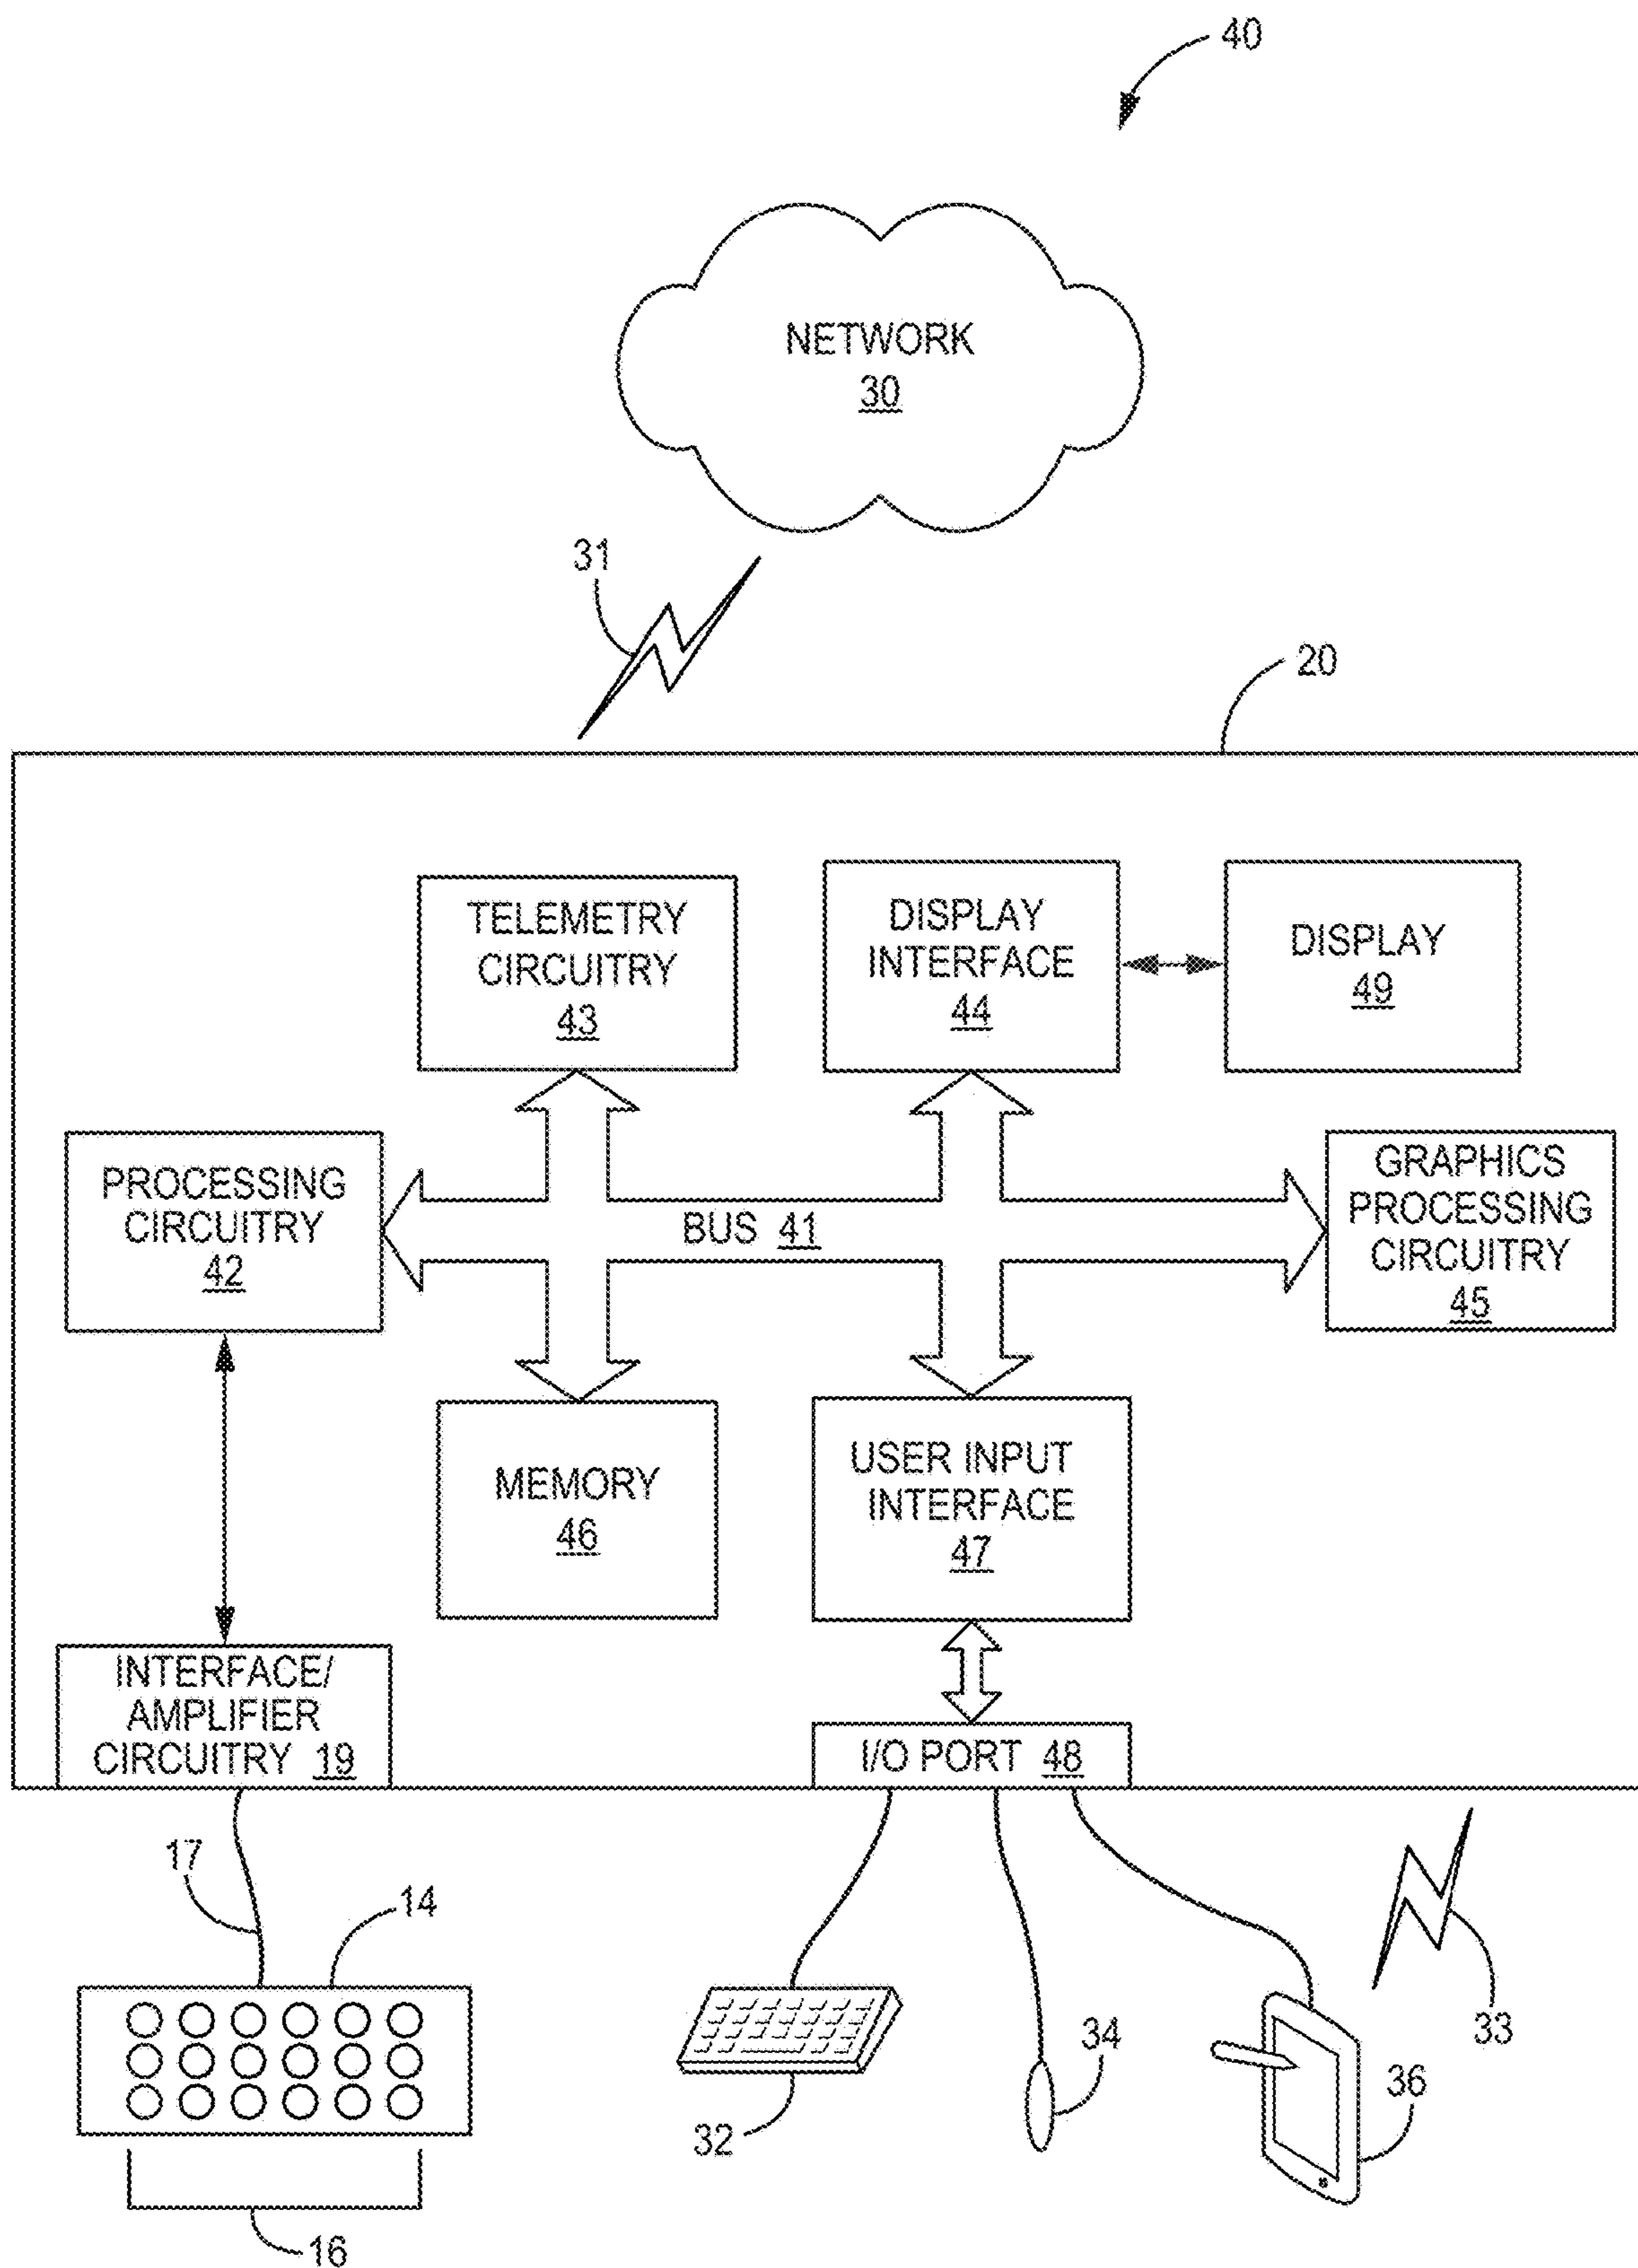 40
NETWORK
30
31
20
TELEMETRY
CIRCUITRY
43
DISPLAY
INTERFACE
44
DISPLAY
49
PROCESSING
CIRCUITRY
42
BUS 41
GRAPHICS
PROCESSING
CIRCUITRY
45
MEMORY
46
USER INPUT
INTERFACE
47
INTERFACE/
AMPLIFIER
CIRCUITRY 19
I/O PORT 48
17
14
16
32
34
36
33